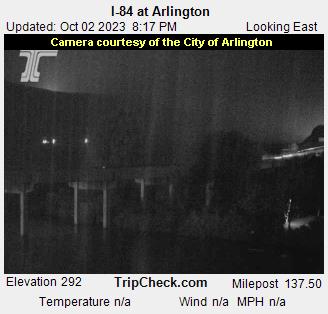 I-84 at Arlington
Updated: Oct 02 2023 8:17 PM Looking East
Camera courtesy of the City of Arlington
Elevation 292 TripCheck.com Milepost 137.50
Temperature n/a Wind n/a MPH n/a